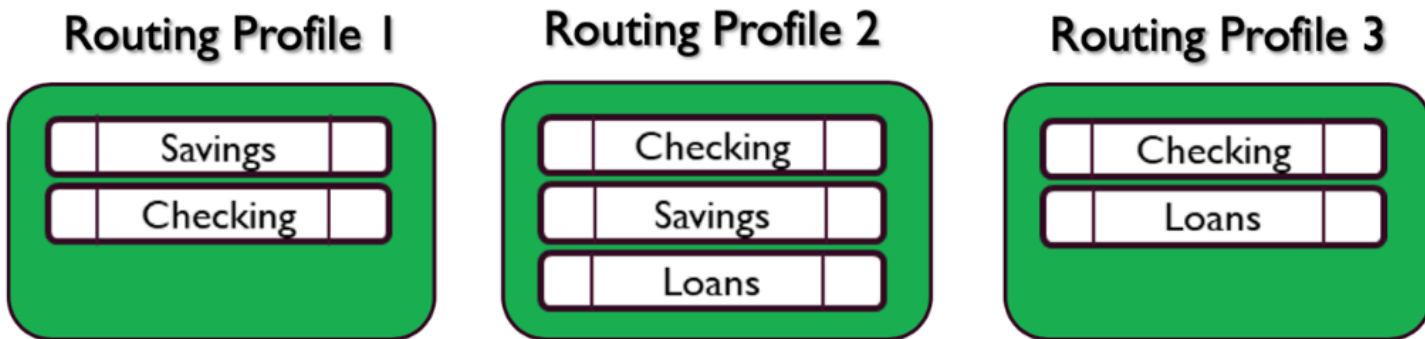 Routing Profile 1
Savings
Checking
Routing Profile 2
Checking
Savings
Loans
Routing Profile 3
Checking
Loans